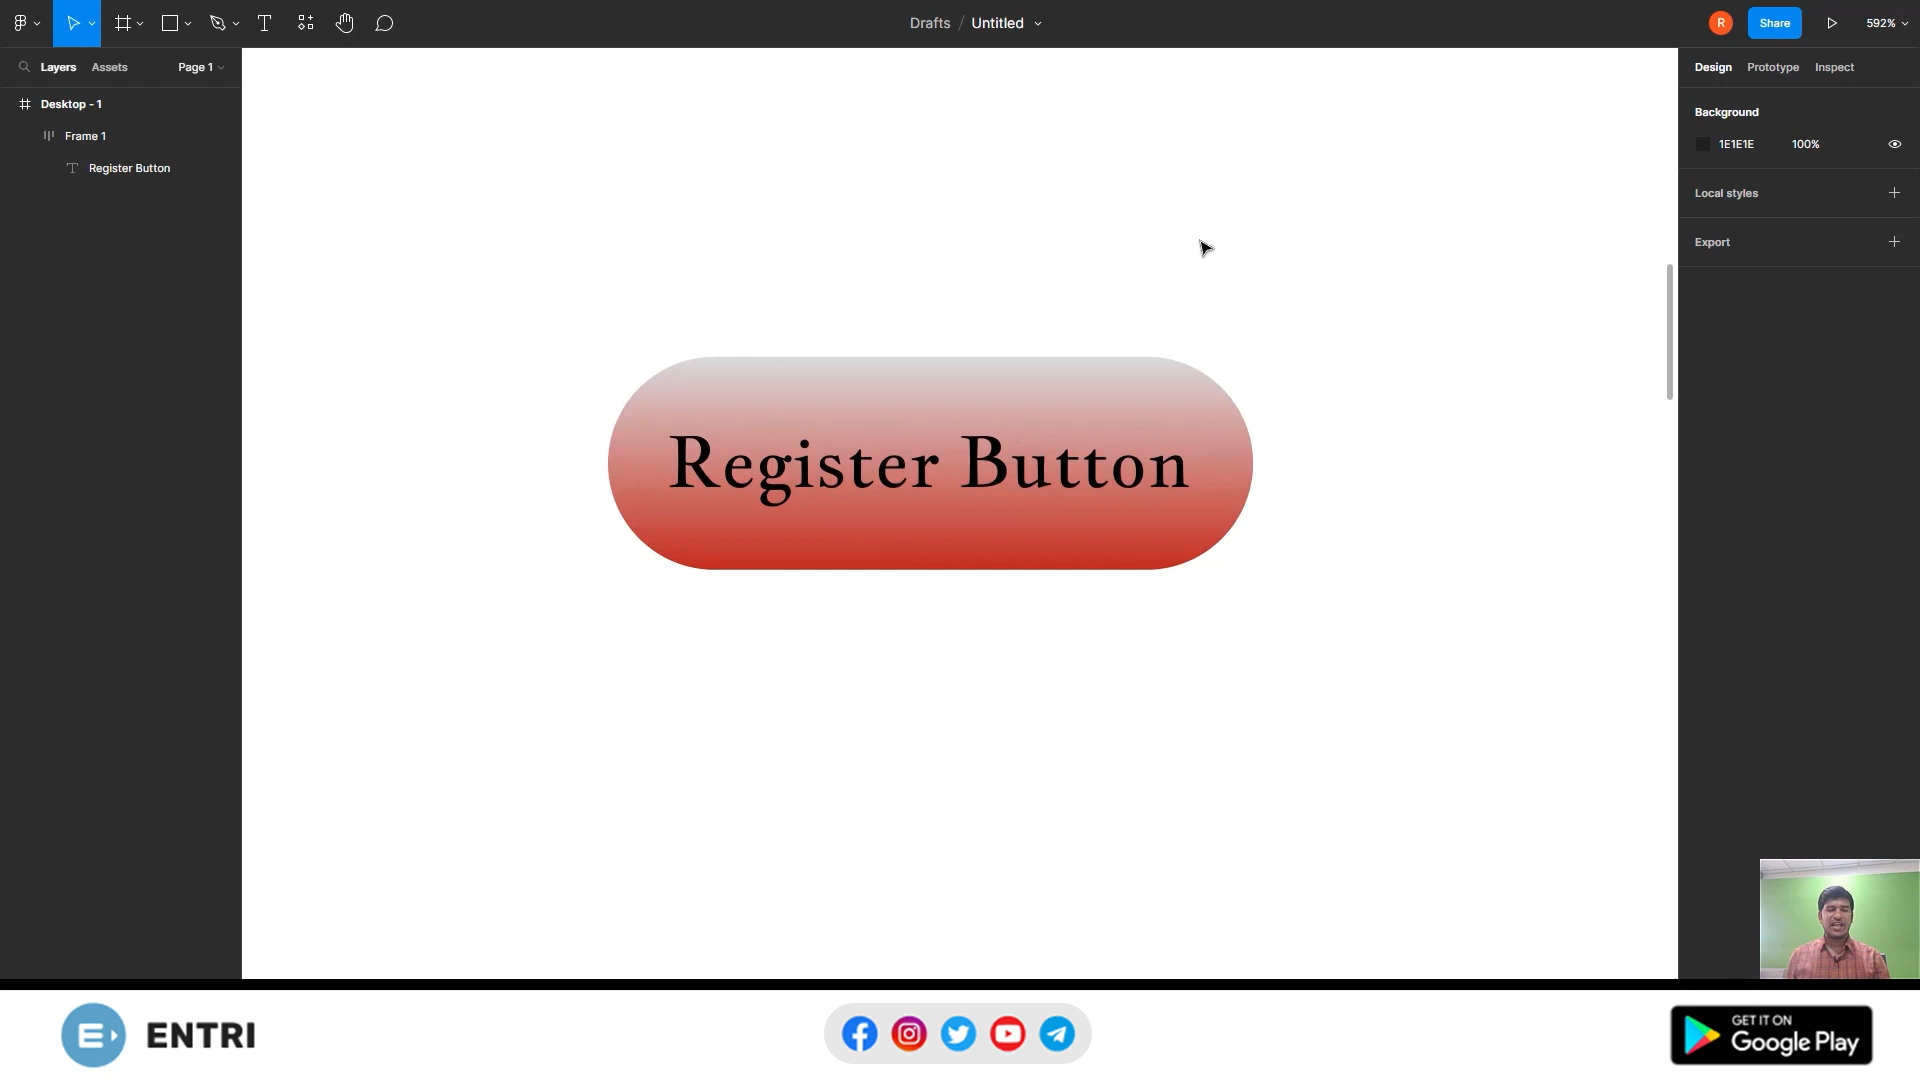 Drafts / Untitled
R
Share
592%
Layers
Assets
Page 1
Design
Prototype
Inspect
Desktop - 1
Frame 1
Register Button
Background
1E1E1E
100%
Local styles
Export
Register Button
ENTRI
GET IT ON
Google Play